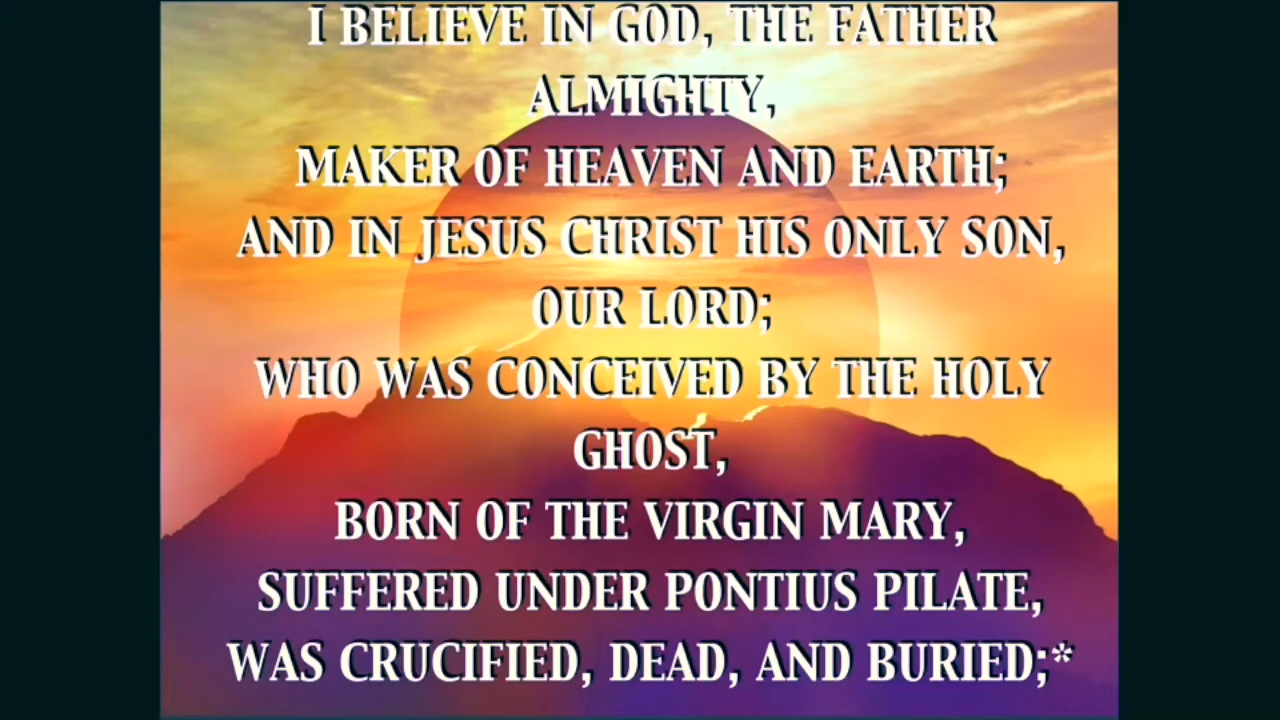 I BELIEVE IN GOD, THE FATHER
ALMIGHTY,
MAKER OF HEAVEN AND EARTH;
AND IN JESUS CHRIST HIS ONLY SON,
OUR LORD;
WHO WAS CONCEIVED BY THE HOLY
GHOST,
BORN OF THE VIRGIN MARY,
SUFFERED UNDER PONTIUS PILATE,
WAS CRUCIFIED, DEAD, AND BURIED;*